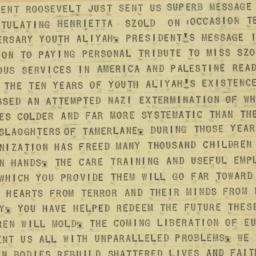 ENT ROOSEVELT JUST SENT US SUPERB MESSAGE
TULATING HENRIETTA SZOLD ON OCCASION TE
ERSARY YOUTH ALIYAH. PRESIDENT'S MESSAGE I
ON TO PAYING PERSONAL TRIBUTE TO MISS SZO
OUS SERVICES IN AMERICA AND PALESTINE READ
THE TEN YEARS OF YOUTH ALIYAH'S EXISTENCE
SSED AN ATTEMPTED NAZI EXTERMINATION OF WH
ES COLDER AND FAR MORE SYSTEMATIC THAN THE
SLAOGHTERS OF TAMERLANE. DURING THOSE YEAR
NIZATION HAS FREED MANY THOUSAND CHILDREN
N HANDS. THE CARE TRAINING AND USEFUL EMPL
WHICH YOU PROVIDE THEM WILL GO FAR TOWARD
HEARTS FROM TERROR AND THEIR MINDS FROM
Y. YOU HAVE HELPED REDEEM THE FUTURE THESE
REN WILL MOLD. THE COMING LIBERATION OF EU
ENT US ALL WITH UNPARALLELED PROBLEMS. WE
N BODIES REBUILD SHATTERED LIVES AND FAIT